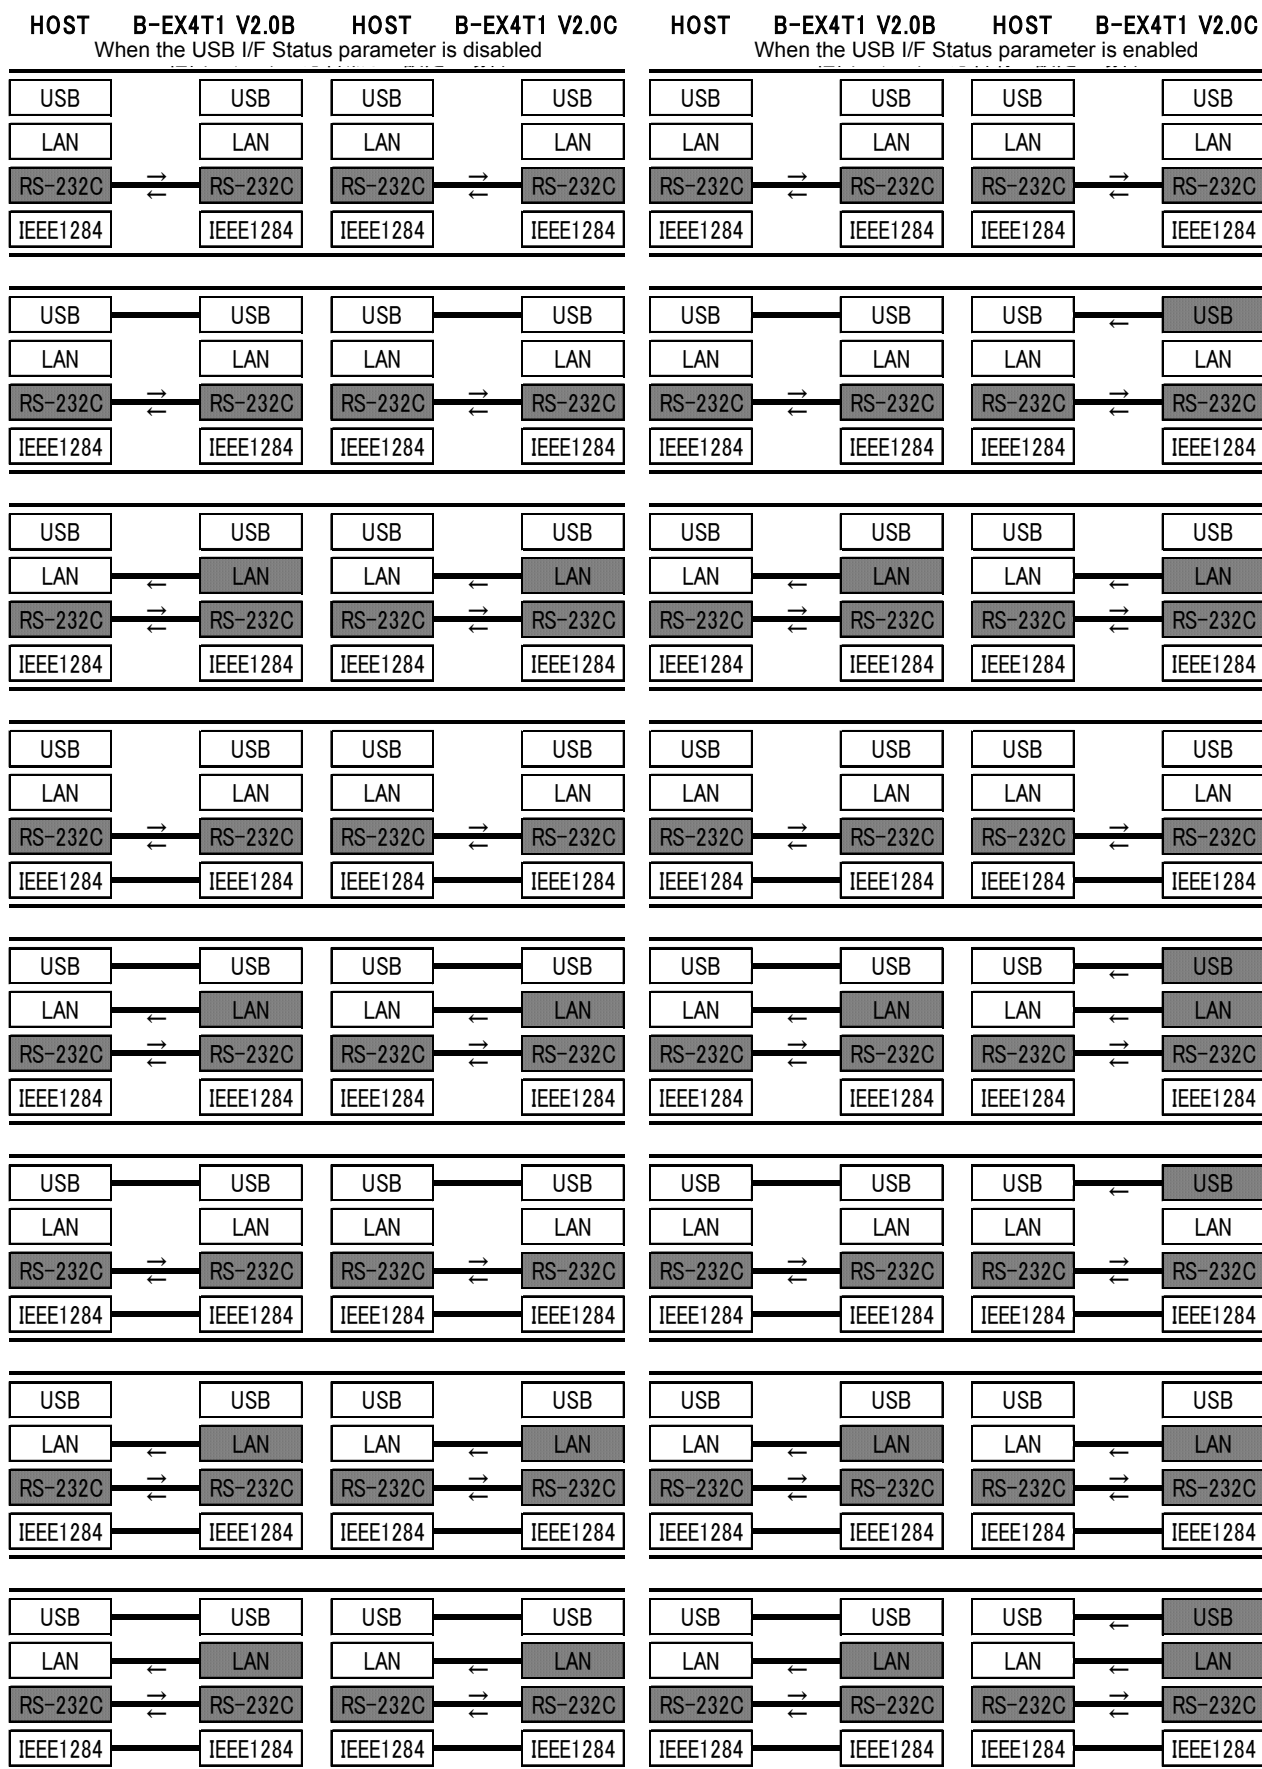 HOST B-EX4T1 V2.0B HOST B-EX4T1 V2.0C HOST B-EX4T1 V2.0B HOST B-EX4T1 V2.0C
When the USB I/F Status parameter is disabled When the USB I/F Status parameter is enabled
USB USB USB USB USB USB USB USB
LAN LAN LAN LAN LAN LAN LAN LAN
RS-232C RS-232C RS-232C RS-232C RS-232C RS-232C RS-232C RS-232C
IEEE1284 IEEE1284 IEEE1284 IEEE1284 IEEE1284 IEEE1284 IEEE1284 IEEE1284
USB USB USB USB USB USB USB USB
LAN LAN LAN LAN LAN LAN LAN LAN
RS-232C RS-232C RS-232C RS-232C RS-232C RS-232C RS-232C RS-232C
IEEE1284 IEEE1284 IEEE1284 IEEE1284 IEEE1284 IEEE1284 IEEE1284 IEEE1284
USB USB USB USB USB USB USB USB
LAN LAN LAN LAN LAN LAN LAN LAN
RS-232C RS-232C RS-232C RS-232C RS-232C RS-232C RS-232C RS-232C
IEEE1284 IEEE1284 IEEE1284 IEEE1284 IEEE1284 IEEE1284 IEEE1284 IEEE1284
USB USB USB USB USB USB USB USB
LAN LAN LAN LAN LAN LAN LAN LAN
RS-232C RS-232C RS-232C RS-232C RS-232C RS-232C RS-232C RS-232C
IEEE1284 IEEE1284 IEEE1284 IEEE1284 IEEE1284 IEEE1284 IEEE1284 IEEE1284
USB USB USB USB USB USB USB USB
LAN LAN LAN LAN LAN LAN LAN LAN
RS-232C RS-232C RS-232C RS-232C RS-232C RS-232C RS-232C RS-232C
IEEE1284 IEEE1284 IEEE1284 IEEE1284 IEEE1284 IEEE1284 IEEE1284 IEEE1284
USB USB USB USB USB USB USB USB
LAN LAN LAN LAN LAN LAN LAN LAN
RS-232C RS-232C RS-232C RS-232C RS-232C RS-232C RS-232C RS-232C
IEEE1284 IEEE1284 IEEE1284 IEEE1284 IEEE1284 IEEE1284 IEEE1284 IEEE1284
USB USB USB USB USB USB USB USB
LAN LAN LAN LAN LAN LAN LAN LAN
RS-232C RS-232C RS-232C RS-232C RS-232C RS-232C RS-232C RS-232C
IEEE1284 IEEE1284 IEEE1284 IEEE1284 IEEE1284 IEEE1284 IEEE1284 IEEE1284
USB USB USB USB USB USB USB USB
LAN LAN LAN LAN LAN LAN LAN LAN
RS-232C RS-232C RS-232C RS-232C RS-232C RS-232C RS-232C RS-232C
IEEE1284 IEEE1284 IEEE1284 IEEE1284 IEEE1284 IEEE1284 IEEE1284 IEEE1284